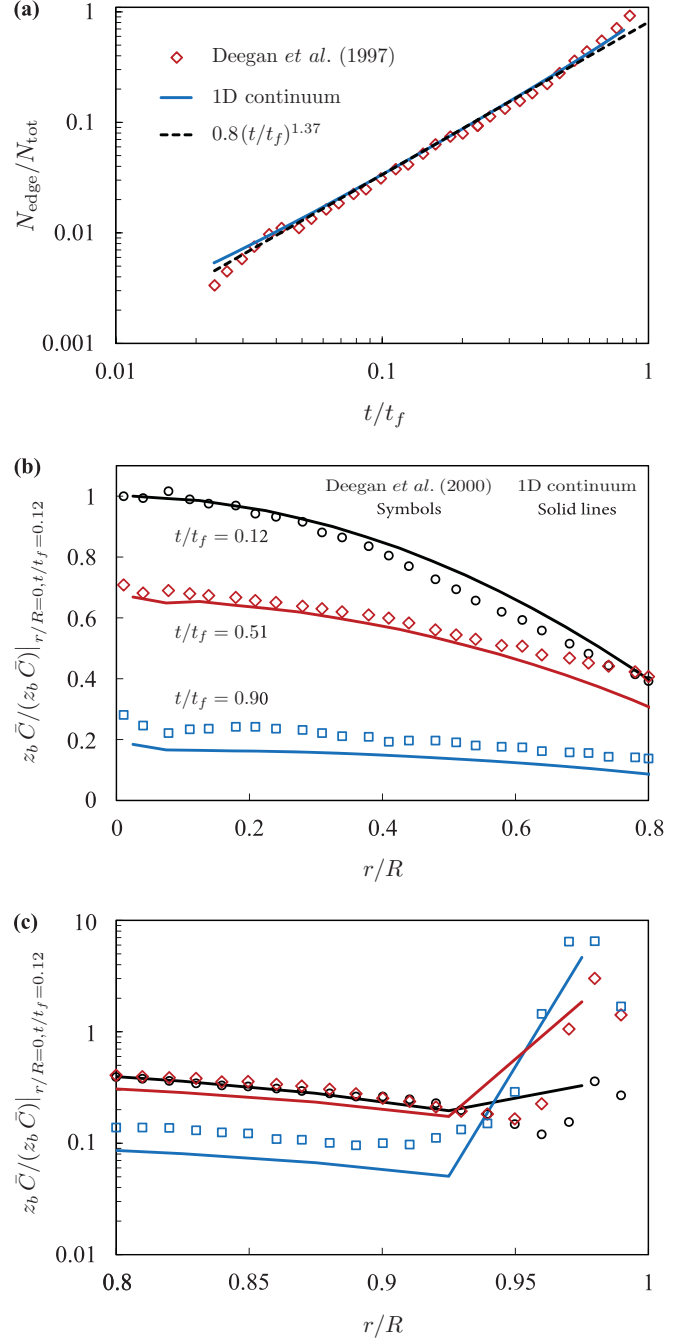 (a)
1
0.1
0.01
0.001
N_edge/N_tot
Deegan et al. (1997)
1D continuum
0.8(t/t_f)^1.37
0.01
0.1
1
t/t_f
(b)
1
0.8
0.6
0.4
0.2
0
z_b C̄/(z_b C̄)|_{r/R=0,t/t_f=0.12}
Deegan et al. (2000)
Symbols
1D continuum
Solid lines
t/t_f = 0.12
t/t_f = 0.51
t/t_f = 0.90
0
0.2
0.4
0.6
0.8
r/R
(c)
10
1
0.1
0.01
z_b C̄/(z_b C̄)|_{r/R=0,t/t_f=0.12}
0.8
0.85
0.9
0.95
1
r/R